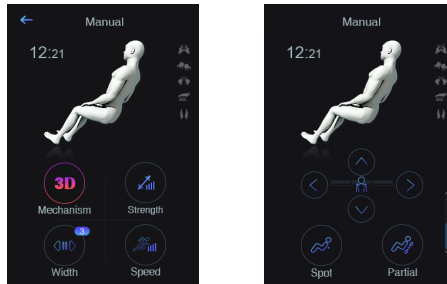 Manual
12:21
3D
Mechanism
Strength
3
Width
Speed
Manual
12:21
Spot
Partial